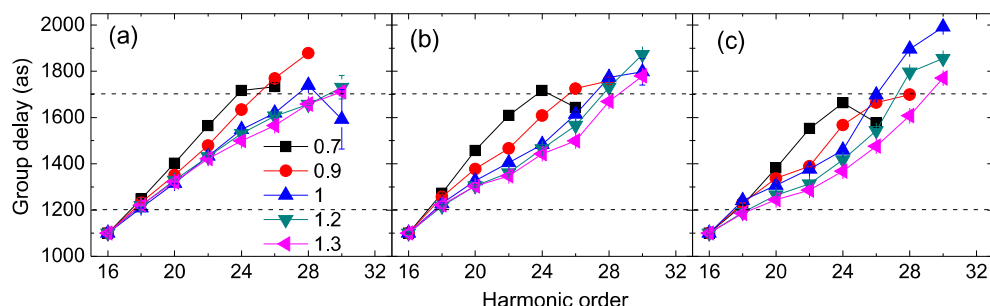 (a) (b) (c)
Group delay (as)
2000
1800
1600
1400
1200
1000
0.7
0.9
1
1.2
1.3
16 20 24 28 32 16 20 24 28 32 16 20 24 28 32
Harmonic order